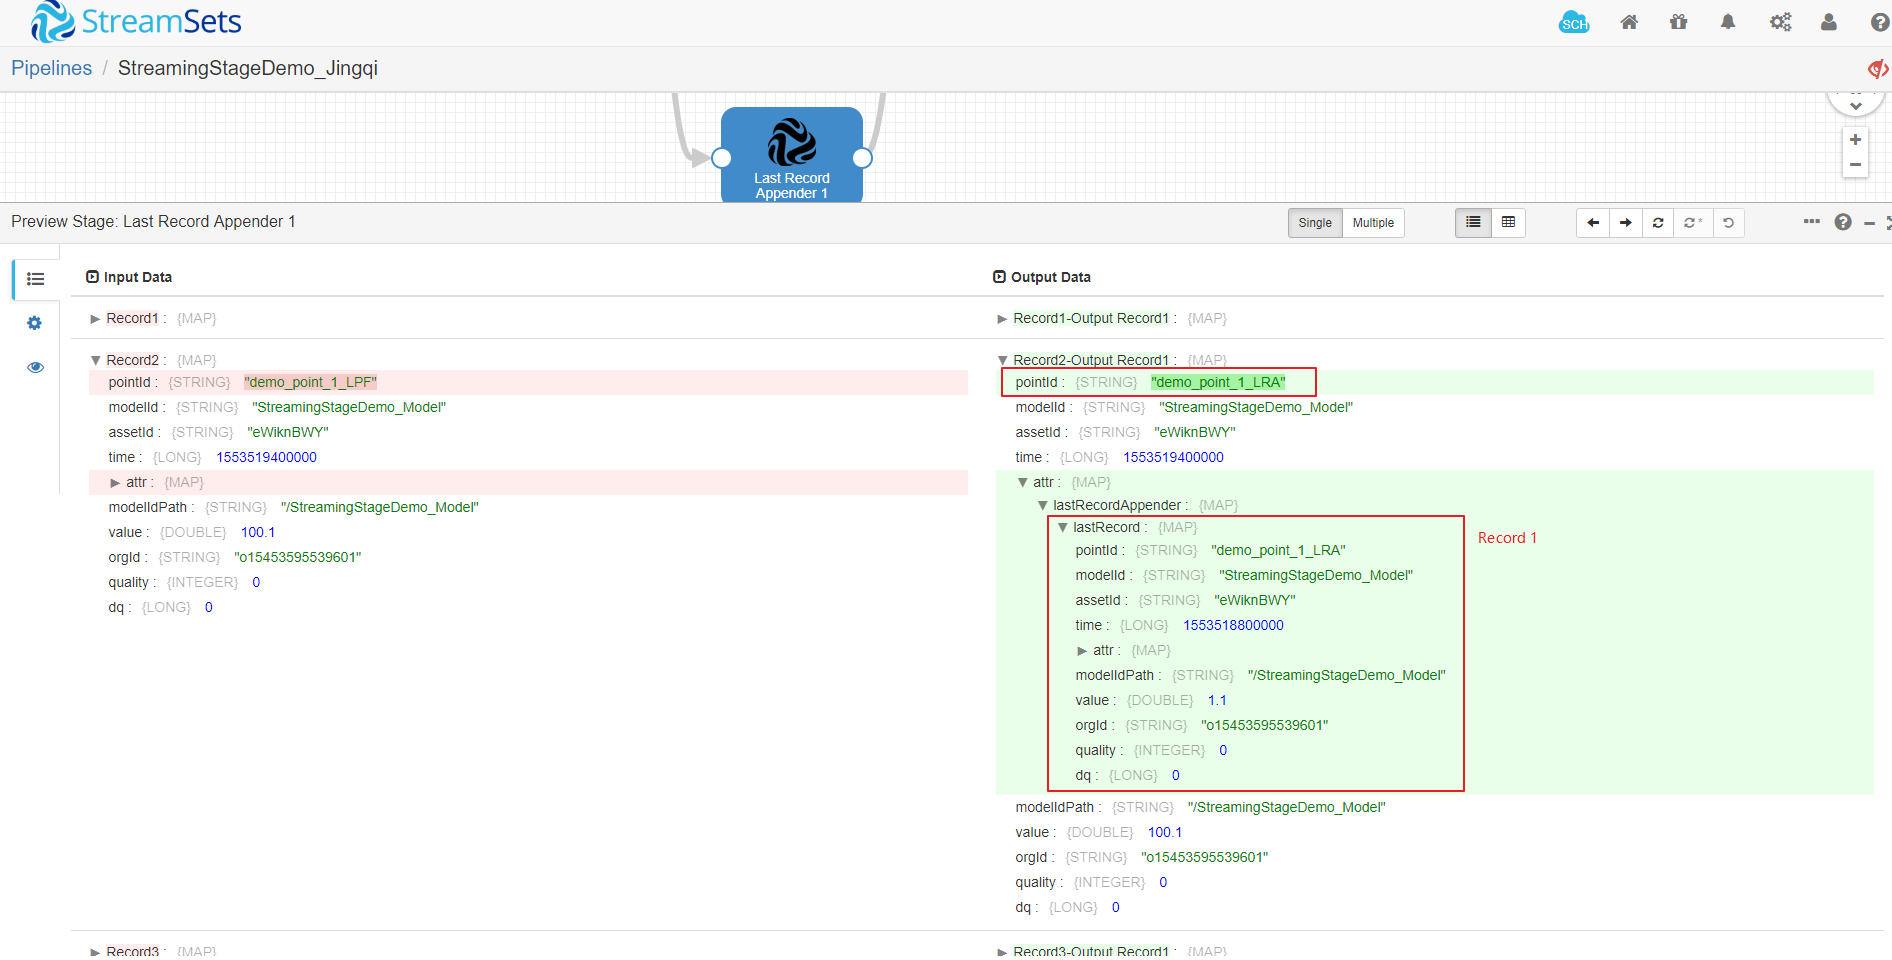 StreamSets
SCH
Pipelines / StreamingStageDemo_Jingqi
Last Record
Appender 1
Preview Stage: Last Record Appender 1
Single Multiple
Input Data
Record1 : {MAP}
Record2 : {MAP}
pointId : {STRING} "demo_point_1_LPF"
modelId : {STRING} "StreamingStageDemo_Model"
assetId : {STRING} "eWiknBWY"
time : {LONG} 1553519400000
attr : {MAP}
modelIdPath : {STRING} "/StreamingStageDemo_Model"
value : {DOUBLE} 100.1
orgId : {STRING} "o15453595539601"
quality : {INTEGER} 0
dq : {LONG} 0
Record3 : {MAP}
Output Data
Record1-Output Record1 : {MAP}
Record2-Output Record1 : {MAP}
pointId : {STRING} "demo_point_1_LRA"
modelId : {STRING} "StreamingStageDemo_Model"
assetId : {STRING} "eWiknBWY"
time : {LONG} 1553519400000
attr : {MAP}
lastRecordAppender : {MAP}
lastRecord : {MAP}
Record 1
pointId : {STRING} "demo_point_1_LRA"
modelId : {STRING} "StreamingStageDemo_Model"
assetId : {STRING} "eWiknBWY"
time : {LONG} 1553518800000
attr : {MAP}
modelIdPath : {STRING} "/StreamingStageDemo_Model"
value : {DOUBLE} 1.1
orgId : {STRING} "o15453595539601"
quality : {INTEGER} 0
dq : {LONG} 0
modelIdPath : {STRING} "/StreamingStageDemo_Model"
value : {DOUBLE} 100.1
orgId : {STRING} "o15453595539601"
quality : {INTEGER} 0
dq : {LONG} 0
Record3-Output Record1 : {MAP}